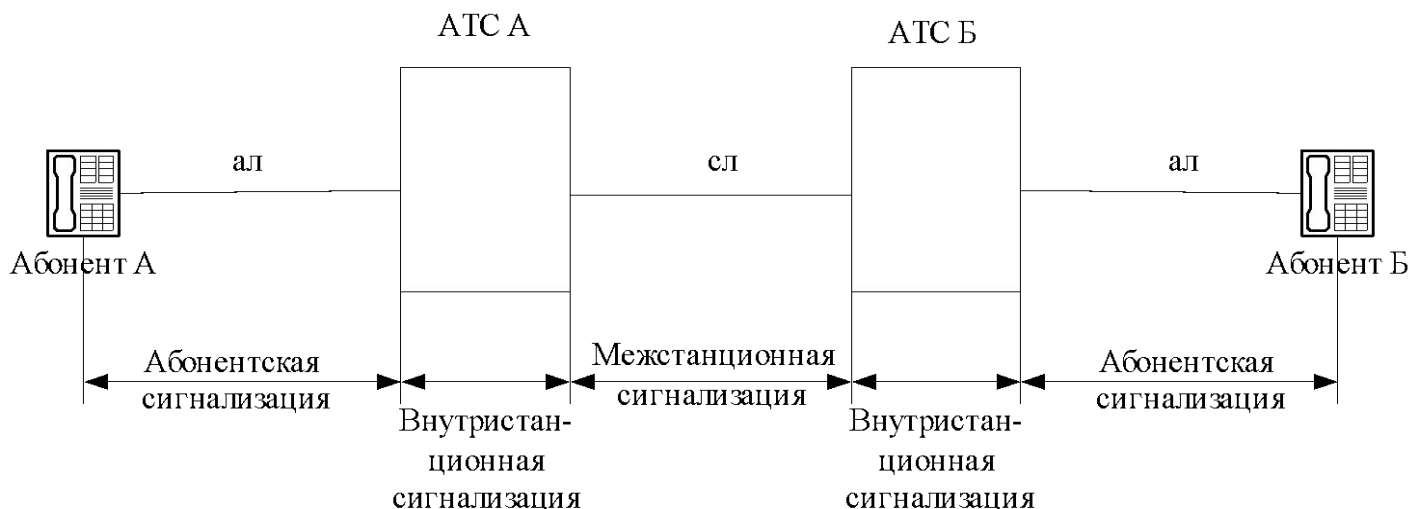 АТС А
АТС Б
ал
сл
ал
Абонент А
Абонент Б
Абонентская
сигнализация
Межстанционная
сигнализация
Абонентская
сигнализация
Внутристан-
ционная
сигнализация
Внутристан-
ционная
сигнализация